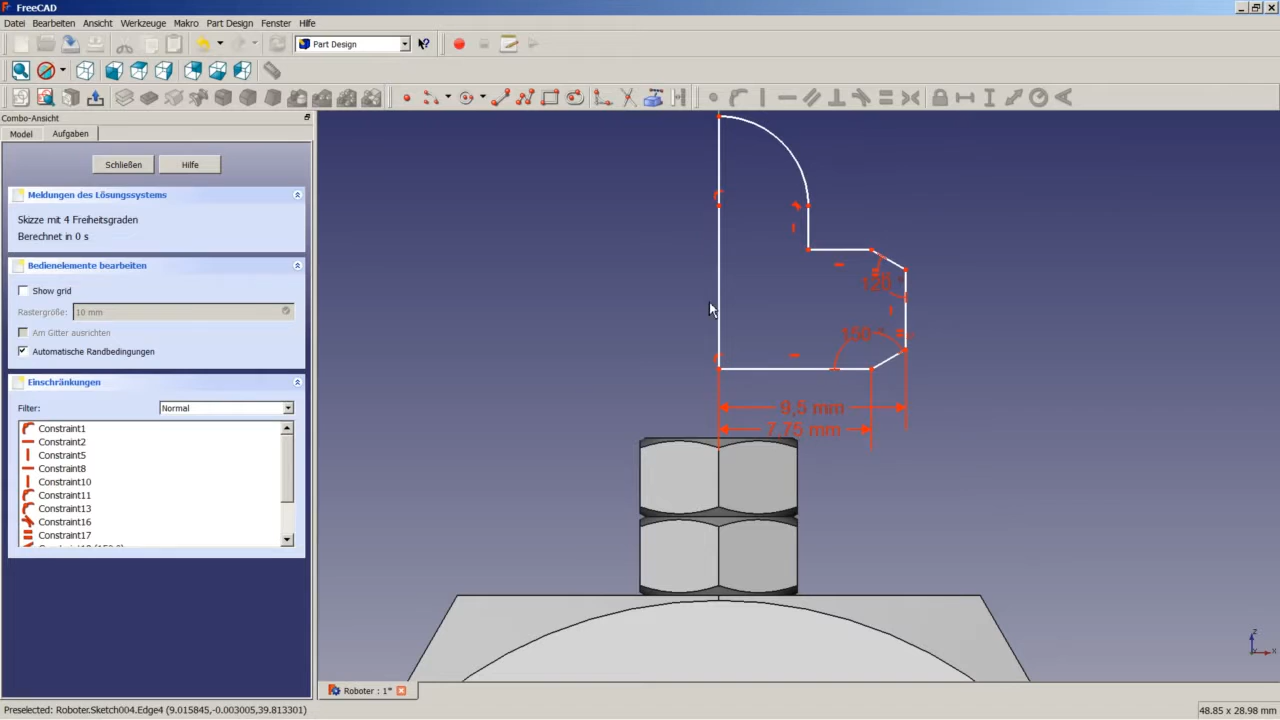 FreeCAD
Datei Bearbeiten Ansicht Werkzeuge Makro Part Design Fenster Hilfe
Part Design
Combo-Ansicht
Model Aufgaben
Schließen Hilfe
Meldungen des Lösungssystems
Skizze mit 4 Freiheitsgraden
Berechnet in 0 s
Bedienelemente bearbeiten
Show grid
Rastergröße: 10 mm
Am Gitter ausrichten
Automatische Randbedingungen
Einschränkungen
Filter: Normal
Constraint1
Constraint2
Constraint5
Constraint8
Constraint10
Constraint11
Constraint13
Constraint16
Constraint17
120 °
150 °
9,5 mm
7,75 mm
z
x
Roboter : 1*
Preselected: Roboter.Sketch004.Edge4 (9.015845,-0.003005,39.813301)
48.85 x 28.98 mm